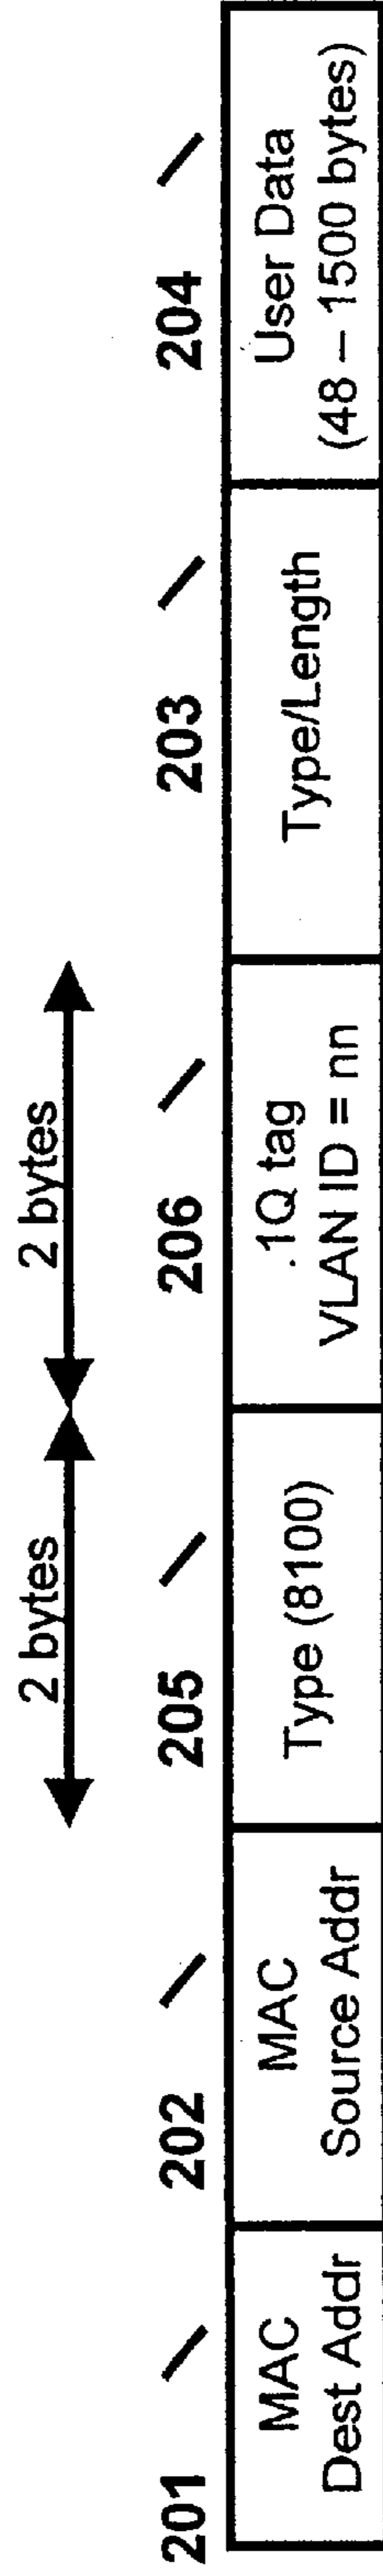 2 bytes
2 bytes
201
202
205
206
203
204
MAC
Dest Addr
MAC
Source Addr
Type (8100)
.1Q tag
VLAN ID = nn
Type/Length
User Data
(48 – 1500 bytes)